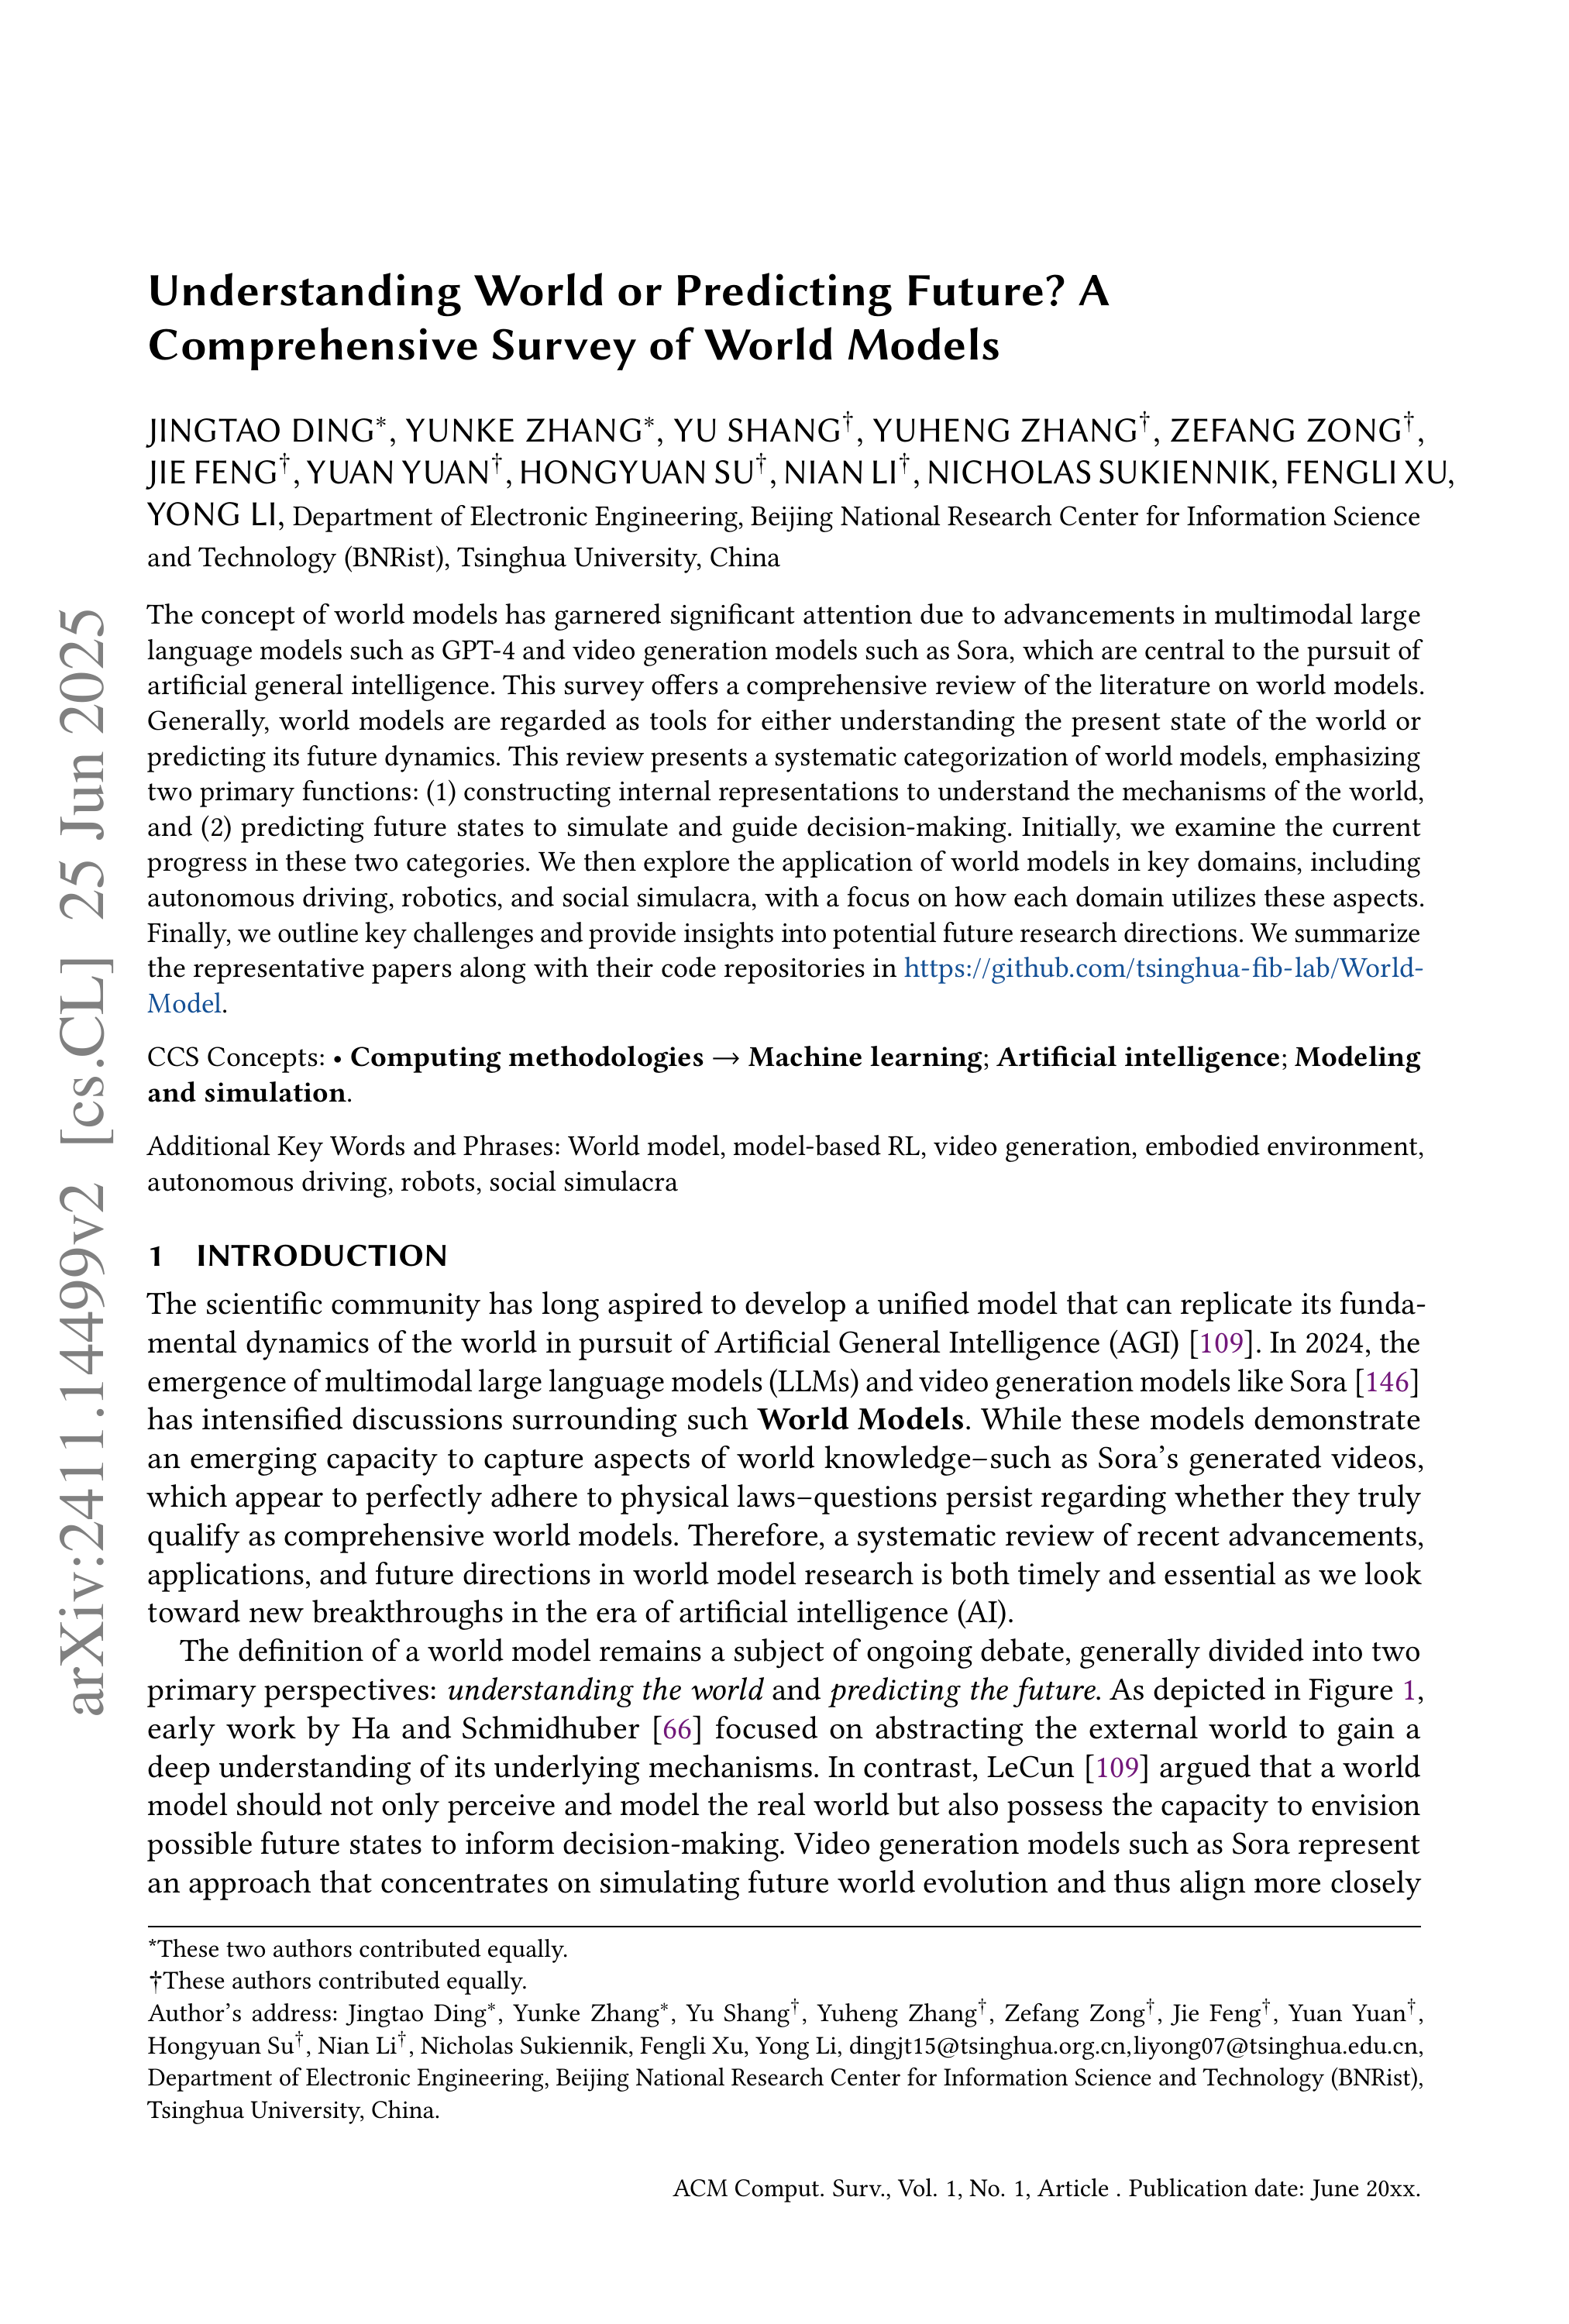 Understanding World or Predicting Future? A
Comprehensive Survey of World Models
JINGTAO DING*, YUNKE ZHANG*, YU SHANG†, YUHENG ZHANG†, ZEFANG ZONG†,
JIE FENG†, YUAN YUAN†, HONGYUAN SU†, NIAN LI†, NICHOLAS SUKIENNIK, FENGLI XU,
YONG LI, Department of Electronic Engineering, Beijing National Research Center for Information Science
and Technology (BNRist), Tsinghua University, China
The concept of world models has garnered significant attention due to advancements in multimodal large
language models such as GPT-4 and video generation models such as Sora, which are central to the pursuit of
artificial general intelligence. This survey offers a comprehensive review of the literature on world models.
Generally, world models are regarded as tools for either understanding the present state of the world or
predicting its future dynamics. This review presents a systematic categorization of world models, emphasizing
two primary functions: (1) constructing internal representations to understand the mechanisms of the world,
and (2) predicting future states to simulate and guide decision-making. Initially, we examine the current
progress in these two categories. We then explore the application of world models in key domains, including
autonomous driving, robotics, and social simulacra, with a focus on how each domain utilizes these aspects.
Finally, we outline key challenges and provide insights into potential future research directions. We summarize
the representative papers along with their code repositories in https://github.com/tsinghua-fib-lab/World-
Model.
CCS Concepts: • Computing methodologies → Machine learning; Artificial intelligence; Modeling
and simulation.
Additional Key Words and Phrases: World model, model-based RL, video generation, embodied environment,
autonomous driving, robots, social simulacra
1 INTRODUCTION
The scientific community has long aspired to develop a unified model that can replicate its funda-
mental dynamics of the world in pursuit of Artificial General Intelligence (AGI) [109]. In 2024, the
emergence of multimodal large language models (LLMs) and video generation models like Sora [146]
has intensified discussions surrounding such World Models. While these models demonstrate
an emerging capacity to capture aspects of world knowledge–such as Sora's generated videos,
which appear to perfectly adhere to physical laws–questions persist regarding whether they truly
qualify as comprehensive world models. Therefore, a systematic review of recent advancements,
applications, and future directions in world model research is both timely and essential as we look
toward new breakthroughs in the era of artificial intelligence (AI).
The definition of a world model remains a subject of ongoing debate, generally divided into two
primary perspectives: understanding the world and predicting the future. As depicted in Figure 1,
early work by Ha and Schmidhuber [66] focused on abstracting the external world to gain a
deep understanding of its underlying mechanisms. In contrast, LeCun [109] argued that a world
model should not only perceive and model the real world but also possess the capacity to envision
possible future states to inform decision-making. Video generation models such as Sora represent
an approach that concentrates on simulating future world evolution and thus align more closely
*These two authors contributed equally.
†These authors contributed equally.
Author's address: Jingtao Ding*, Yunke Zhang*, Yu Shang†, Yuheng Zhang†, Zefang Zong†, Jie Feng†, Yuan Yuan†,
Hongyuan Su†, Nian Li†, Nicholas Sukiennik, Fengli Xu, Yong Li, dingjt15@tsinghua.org.cn,liyong07@tsinghua.edu.cn,
Department of Electronic Engineering, Beijing National Research Center for Information Science and Technology (BNRist),
Tsinghua University, China.
ACM Comput. Surv., Vol. 1, No. 1, Article . Publication date: June 20xx.
arXiv:2411.14499v2 [cs.CL] 25 Jun 2025